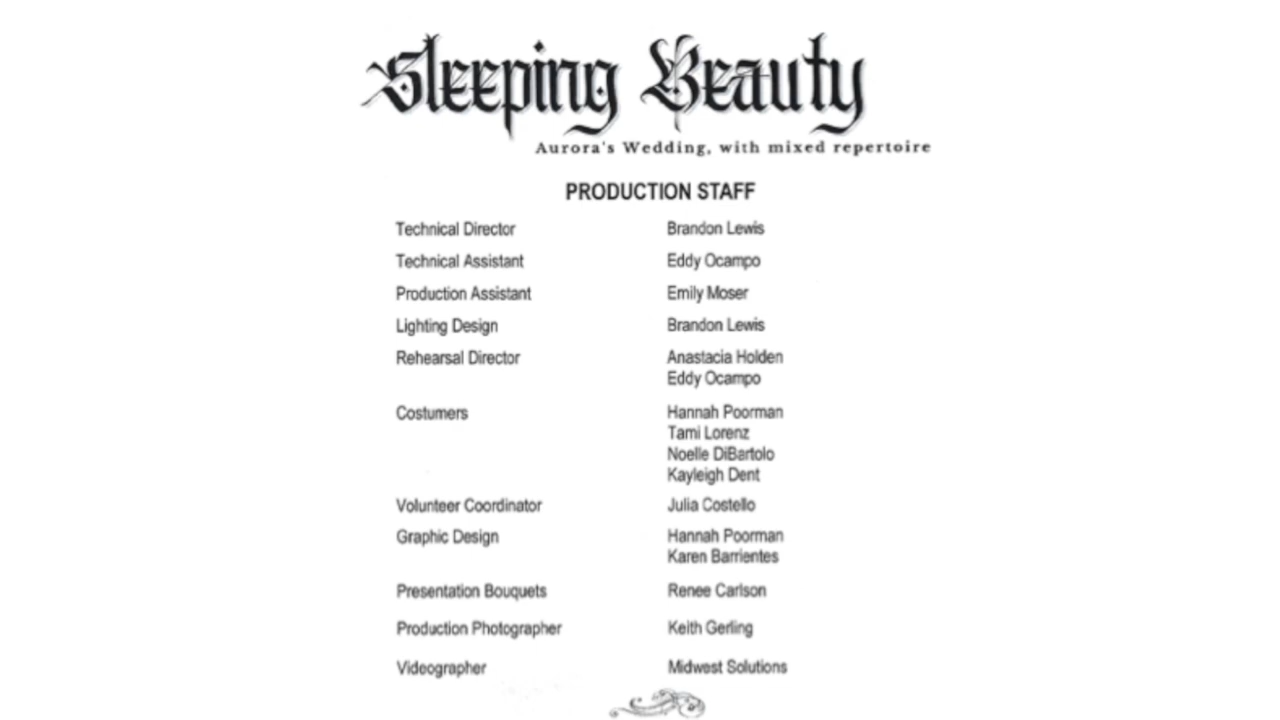 Sleeping Beauty
Aurora's Wedding, with mixed repertoire
PRODUCTION STAFF
Technical Director Brandon Lewis
Technical Assistant Eddy Ocampo
Production Assistant Emily Moser
Lighting Design Brandon Lewis
Rehearsal Director Anastacia Holden
Eddy Ocampo
Costumers Hannah Poorman
Tami Lorenz
Noelle DiBartolo
Kayleigh Dent
Volunteer Coordinator Julia Costello
Graphic Design Hannah Poorman
Karen Barrientes
Presentation Bouquets Renee Carlson
Production Photographer Keith Gerling
Videographer Midwest Solutions